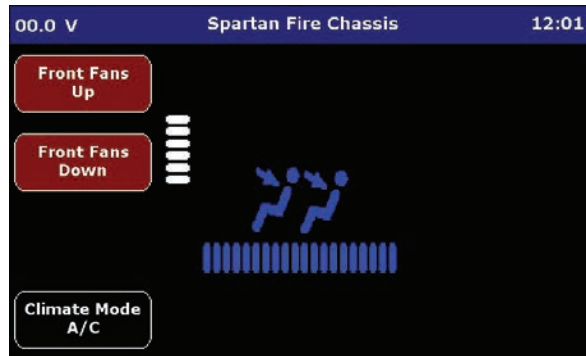 00.0 V Spartan Fire Chassis 12:01
Front Fans
Up
Front Fans
Down
Climate Mode
A/C